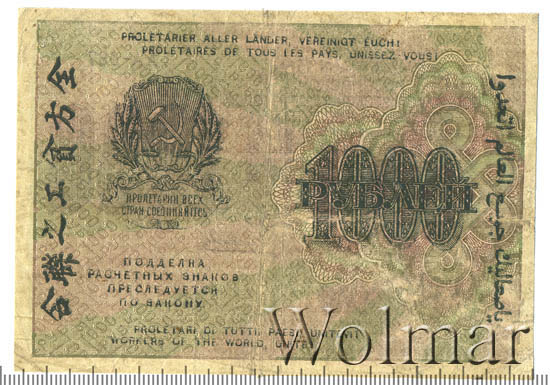 PROLETARIER ALLER LÄNDER, VEREINIGT EUCH!
PROLÉTAIRES DE TOUS LES PAYS, UNISSEZ-VOUS!
1000
РУБЛЕЙ
ПРОЛЕТАРИИ ВСЕХ
СТРАН СОЕДИНЯЙТЕСЬ
ПОДДЕЛКА
РАСЧЕТНЫХ ЗНАКОВ
ПРЕСЛЕДУЕТСЯ
ПО ЗАКОНУ.
PROLETARI DI TUTTI, PAESI UNITEVI!
WORKERS OF THE WORLD, UNITE!
Wolmar